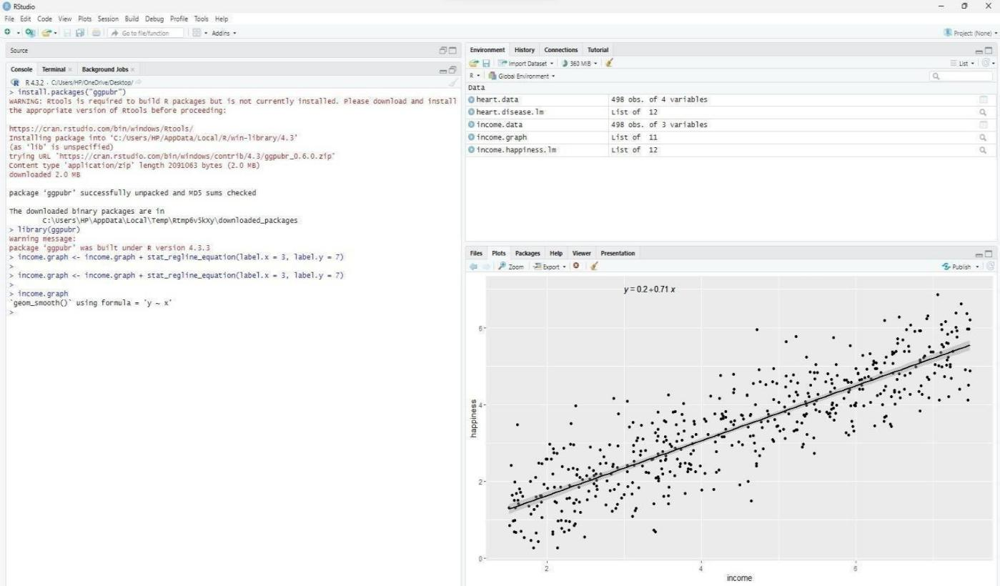 RStudio
File Edit Code View Plots Session Build Debug Profile Tools Help
Go to file/function Addins
Project: (None)
Source
Console Terminal Background Jobs
R 4.3.2 · C:/Users/HP/OneDrive/Desktop/
> install.packages("ggpubr")
WARNING: Rtools is required to build R packages but is not currently installed. Please download and install
the appropriate version of Rtools before proceeding:
https://cran.rstudio.com/bin/windows/Rtools/
Installing package into ‘C:/Users/HP/AppData/Local/R/win-library/4.3’
(as ‘lib’ is unspecified)
trying URL 'https://cran.rstudio.com/bin/windows/contrib/4.3/ggpubr_0.6.0.zip'
Content type 'application/zip' length 2091063 bytes (2.0 MB)
downloaded 2.0 MB
package ‘ggpubr’ successfully unpacked and MD5 sums checked
The downloaded binary packages are in
C:\Users\HP\AppData\Local\Temp\Rtmp6v5kXy\downloaded_packages
> library(ggpubr)
Warning message:
package ‘ggpubr’ was built under R version 4.3.3
> income.graph <- income.graph + stat_regline_equation(label.x = 3, label.y = 7)
>
> income.graph <- income.graph + stat_regline_equation(label.x = 3, label.y = 7)
>
> income.graph
`geom_smooth()` using formula = 'y ~ x'
>
Environment History Connections Tutorial
Import Dataset 360 MiB List
R Global Environment
Data
heart.data 498 obs. of 4 variables
heart.disease.lm List of 12
income.data 498 obs. of 3 variables
income.graph List of 11
income.happiness.lm List of 12
Files Plots Packages Help Viewer Presentation
Zoom Export Publish
y = 0.2+0.71 x
6
4
2
0
happiness
2 4 6
income